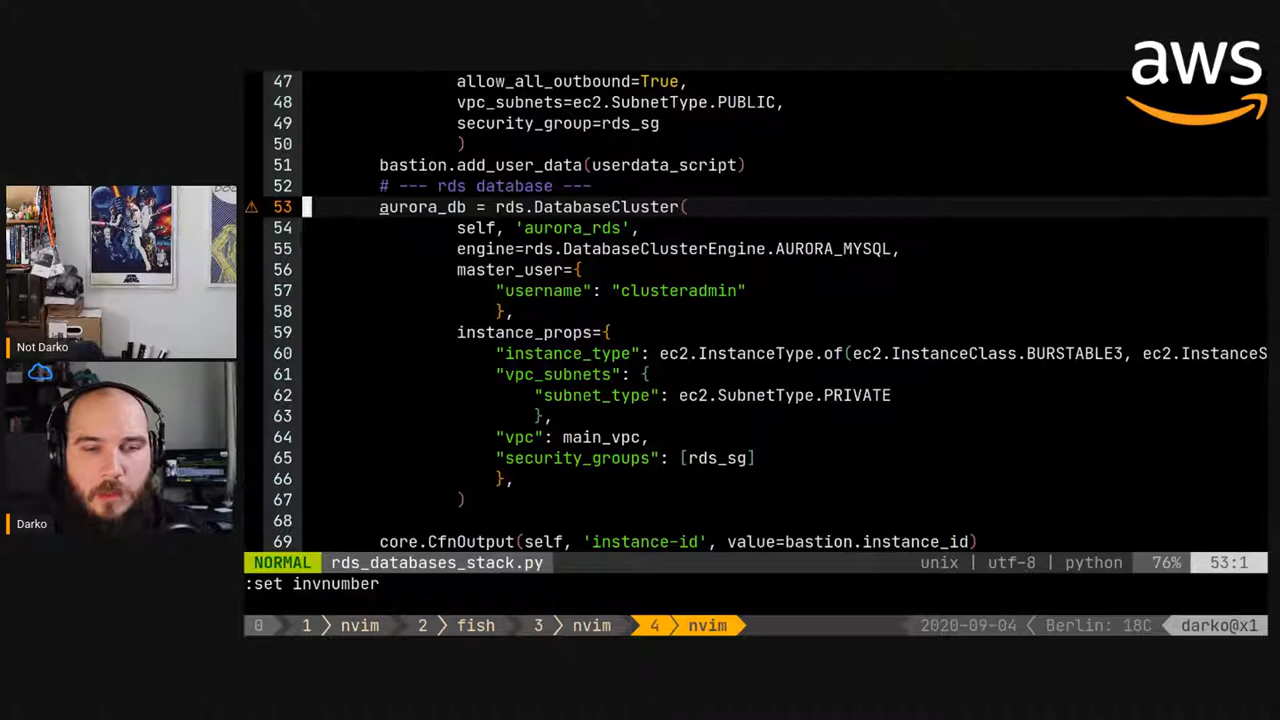 aws
47 allow_all_outbound=True,
48 vpc_subnets=ec2.SubnetType.PUBLIC,
49 security_group=rds_sg
50 )
51 bastion.add_user_data(userdata_script)
52 # --- rds database ---
53 aurora_db = rds.DatabaseCluster(
54 self, 'aurora_rds',
55 engine=rds.DatabaseClusterEngine.AURORA_MYSQL,
56 master_user={
57 "username": "clusteradmin"
58 },
59 instance_props={
60 "instance_type": ec2.InstanceType.of(ec2.InstanceClass.BURSTABLE3, ec2.InstanceS
61 "vpc_subnets": {
62 "subnet_type": ec2.SubnetType.PRIVATE
63 },
64 "vpc": main_vpc,
65 "security_groups": [rds_sg]
66 },
67 )
68
69 core.CfnOutput(self, 'instance-id', value=bastion.instance_id)
NORMAL rds_databases_stack.py unix | utf-8 | python 76% 53:1
:set invnumber
0 1 nvim 2 fish 3 nvim 4 nvim 2020-09-04 Berlin: 18C darko@x1
Not Darko
Darko